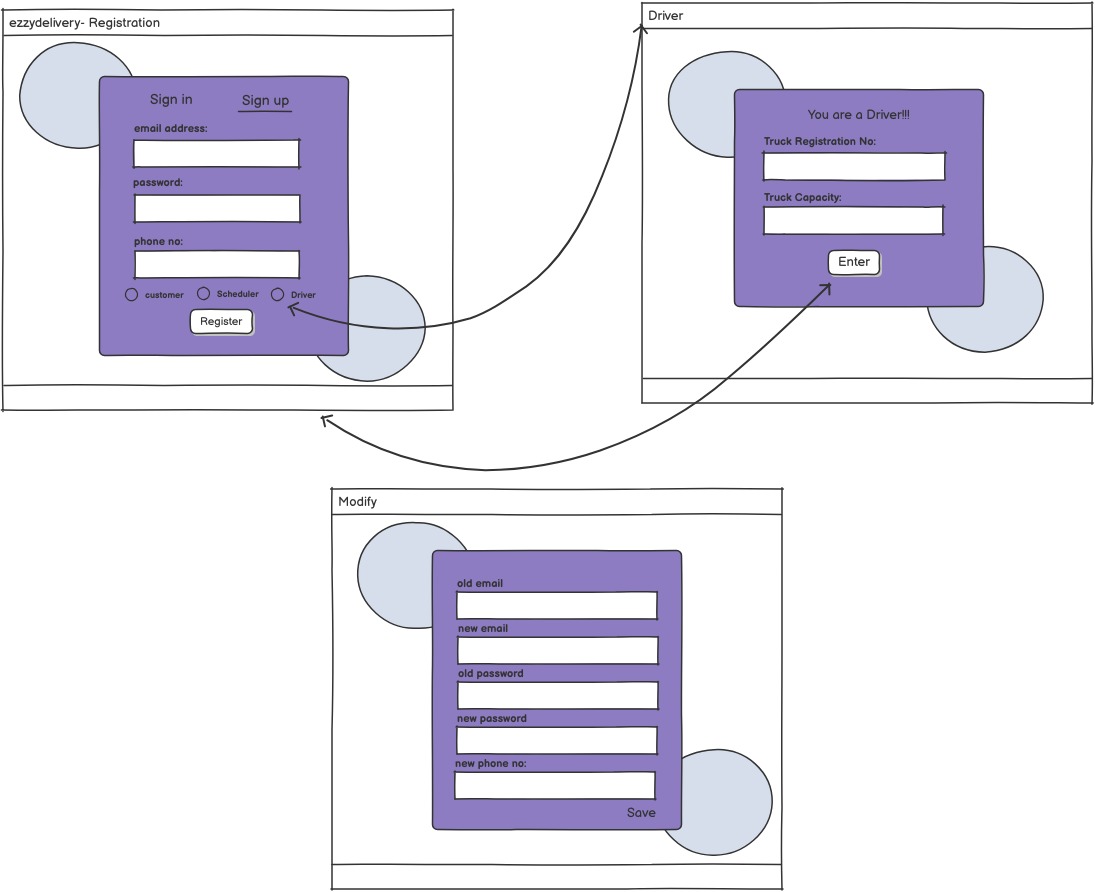 ezzydelivery- Registration
Sign in Sign up
email address:
password:
phone no:
customer Scheduler Driver
Register
Driver
You are a Driver!!!
Truck Registration No:
Truck Capacity:
Enter
Modify
old email
new email
old password
new password
new phone no:
Save